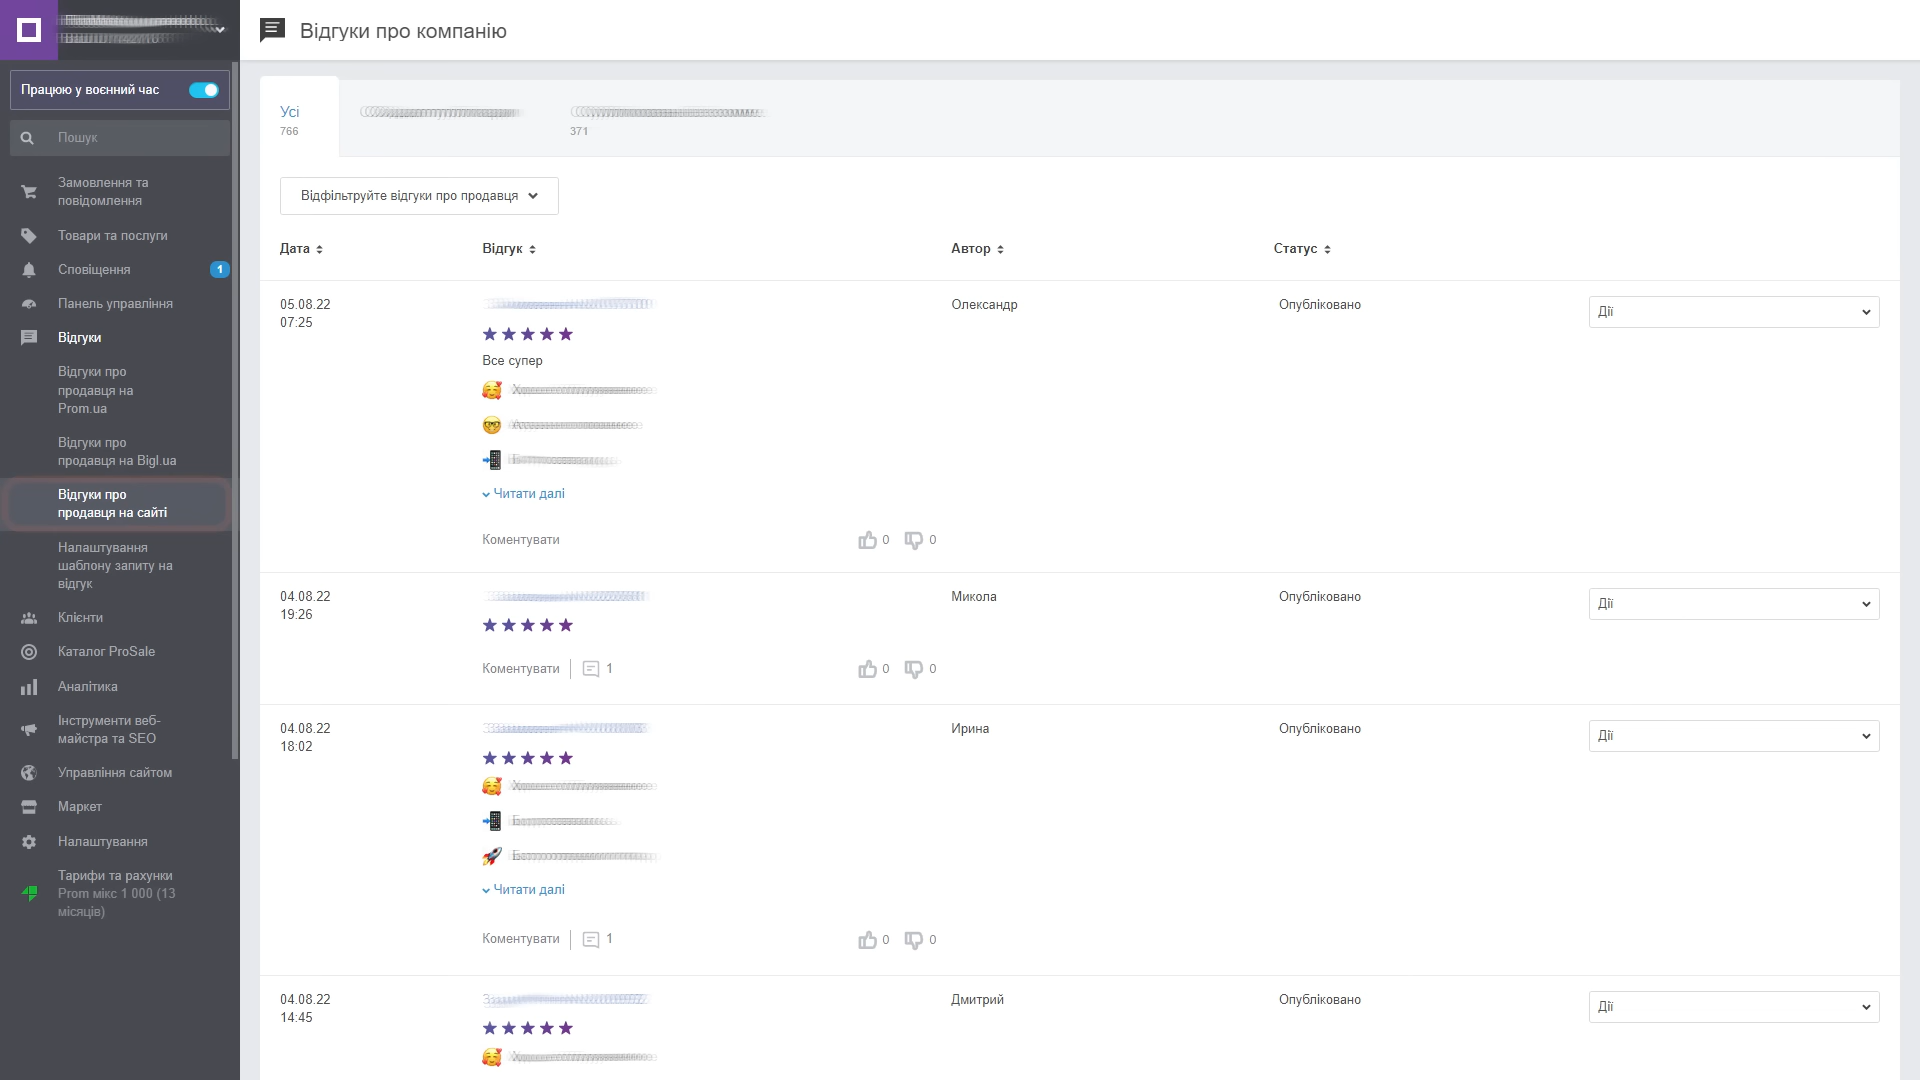 Відгуки про компанію
Працюю у воєнний час
Пошук
Замовлення та
повідомлення
Товари та послуги
Сповіщення 1
Панель управління
Відгуки
Відгуки про
продавця на
Prom.ua
Відгуки про
продавця на Bigl.ua
Відгуки про
продавця на сайті
Налаштування
шаблону запиту на
відгук
Клієнти
Каталог ProSale
Аналітика
Інструменти веб-
майстра та SEO
Управління сайтом
Маркет
Налаштування
Тарифи та рахунки
Prom мікс 1 000 (13
місяців)
Усі
766
371
Відфільтруйте відгуки про продавця
Дата Відгук Автор Статус
05.08.22 Олександр Опубліковано Дії
07:25
Все супер
Читати далі
Коментувати 0 0
04.08.22 Микола Опубліковано Дії
19:26
Коментувати 1 0 0
04.08.22 Ирина Опубліковано Дії
18:02
Читати далі
Коментувати 1 0 0
04.08.22 Дмитрий Опубліковано Дії
14:45